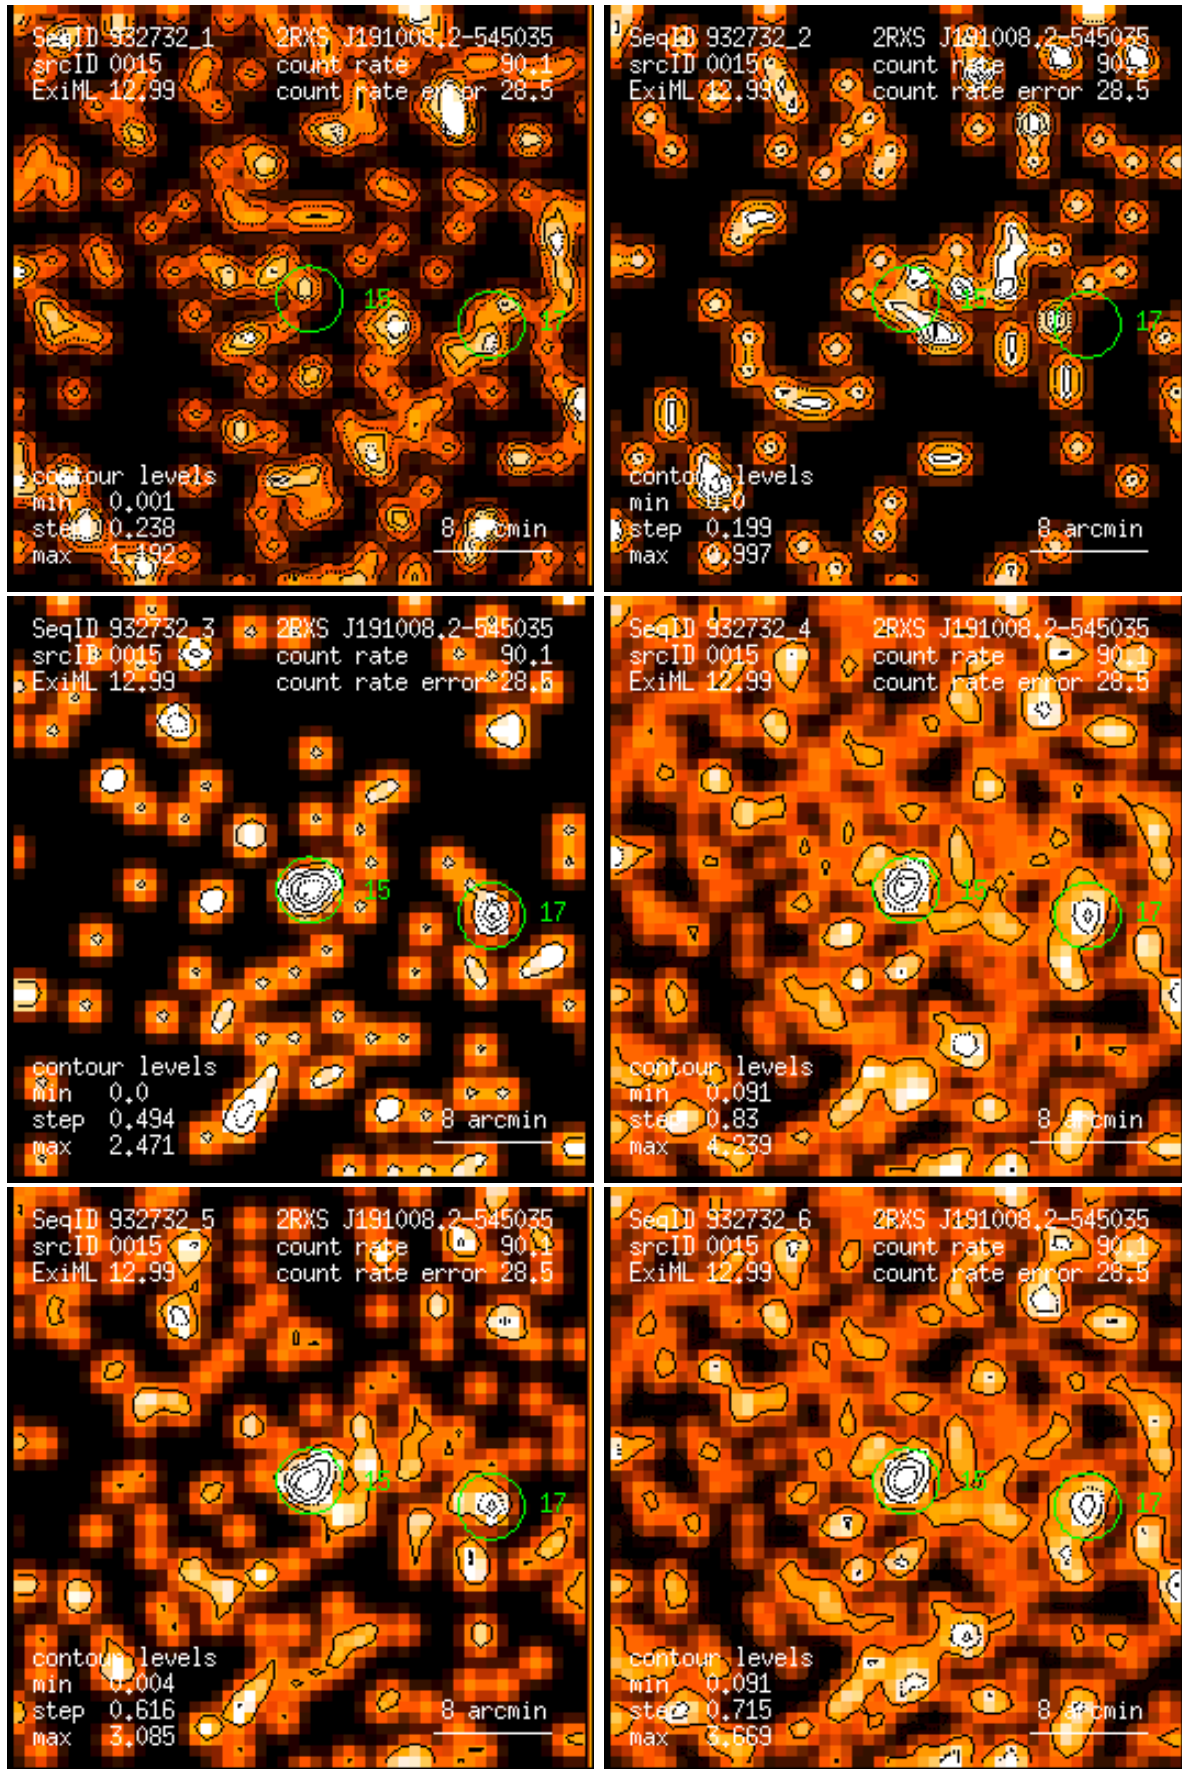 SeqID 932732_1 2RXS J191008.2-545035
srcID 0015 count rate 90.1
ExiML 12.99 count rate error 28.5
15
17
contour levels
min 0.001
step 0.238
max 1.192
8 arcmin
SeqID 932732_2 2RXS J191008.2-545035
srcID 0015 count rate 90.1
ExiML 12.99 count rate error 28.5
15
17
contour levels
min 0.0
step 0.199
max 0.997
8 arcmin
SeqID 932732_3 2RXS J191008.2-545035
srcID 0015 count rate 90.1
ExiML 12.99 count rate error 28.5
15
17
contour levels
min 0.0
step 0.494
max 2.471
8 arcmin
SeqID 932732_4 2RXS J191008.2-545035
srcID 0015 count rate 90.1
ExiML 12.99 count rate error 28.5
15
17
contour levels
min 0.091
step 0.83
max 4.239
8 arcmin
SeqID 932732_5 2RXS J191008.2-545035
srcID 0015 count rate 90.1
ExiML 12.99 count rate error 28.5
15
17
contour levels
min 0.004
step 0.616
max 3.085
8 arcmin
SeqID 932732_6 2RXS J191008.2-545035
srcID 0015 count rate 90.1
ExiML 12.99 count rate error 28.5
15
17
contour levels
min 0.091
step 0.715
max 3.669
8 arcmin